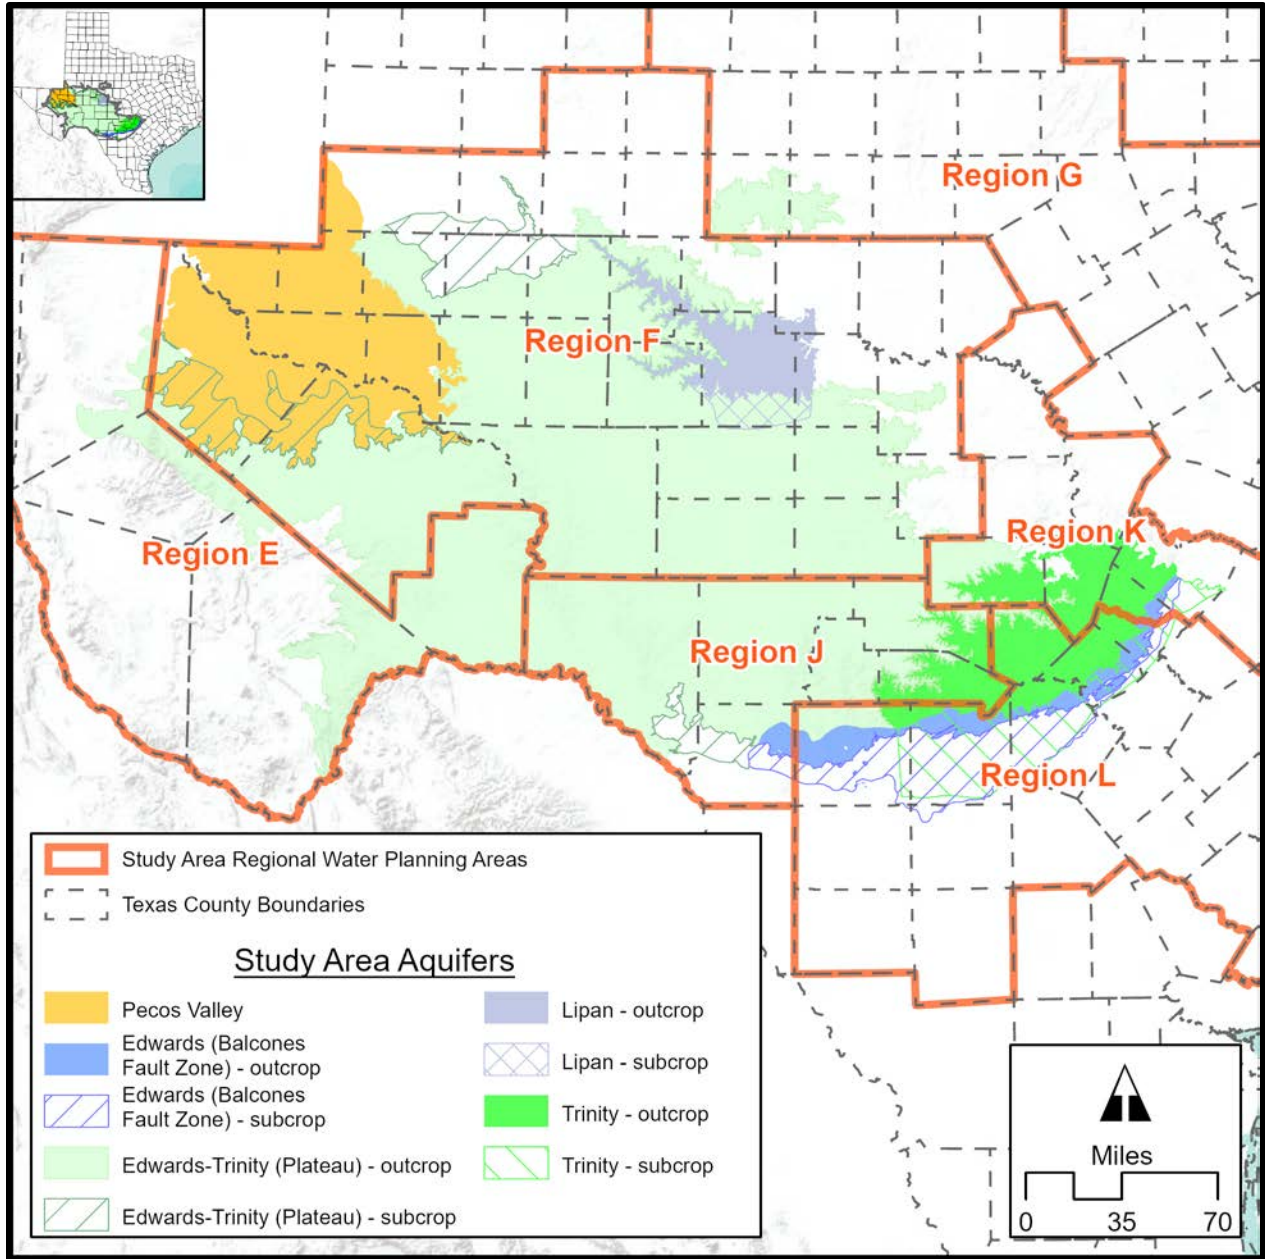 Region G
Region F
Region K
Region E
Region J
Region L
Study Area Regional Water Planning Areas
Texas County Boundaries
Study Area Aquifers
Pecos Valley
Edwards (Balcones
Fault Zone) - outcrop
Edwards (Balcones
Fault Zone) - subcrop
Edwards-Trinity (Plateau) - outcrop
Edwards-Trinity (Plateau) - subcrop
Lipan - outcrop
Lipan - subcrop
Trinity - outcrop
Trinity - subcrop
Miles
0 35 70